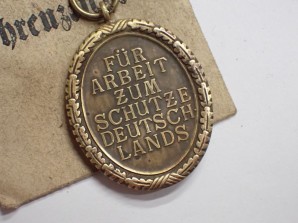 FÜR
ARBEIT
ZUM
SCHUTZE
DEUTSCH
LANDS